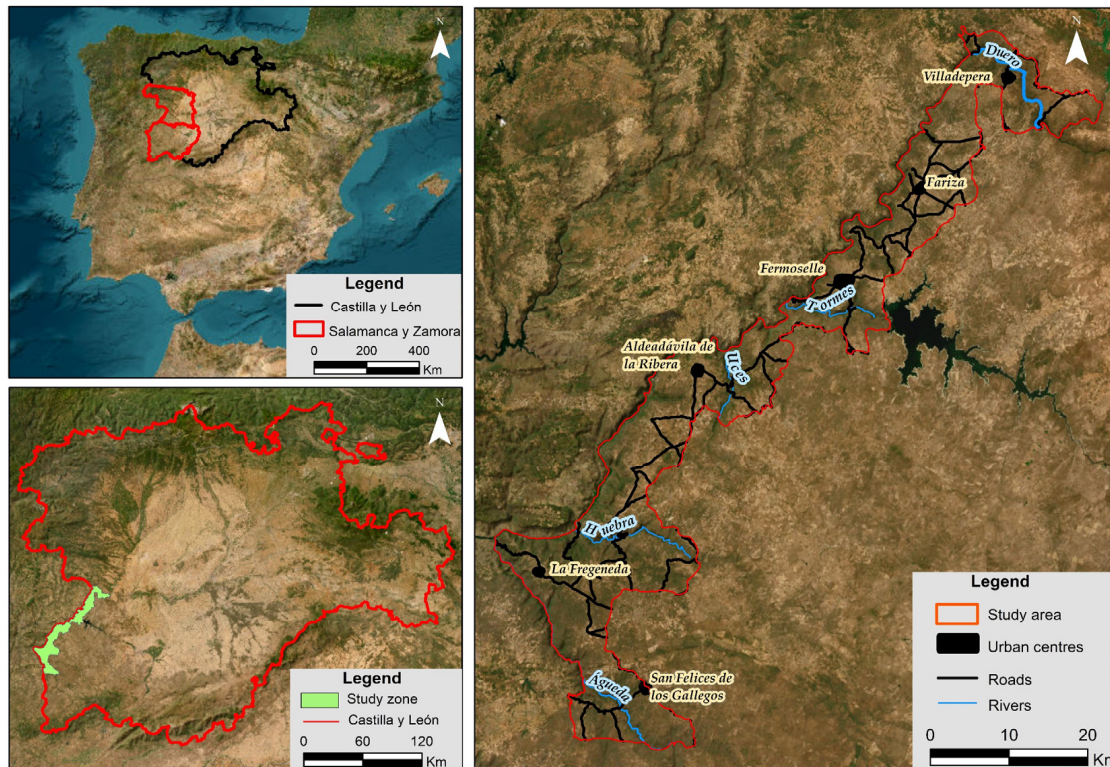 N
Legend
Castilla y León
Salamanca y Zamora
0 200 400
Km
N
Legend
Study zone
Castilla y León
0 60 120
Km
N
Duero
Villadepera
Fariza
Fermoselle
Tormes
Aldeadávila de
la Ribera
Uces
Huebra
La Fregeneda
Águeda
San Felices de
los Gallegos
Legend
Study area
Urban centres
Roads
Rivers
0 10 20
Km